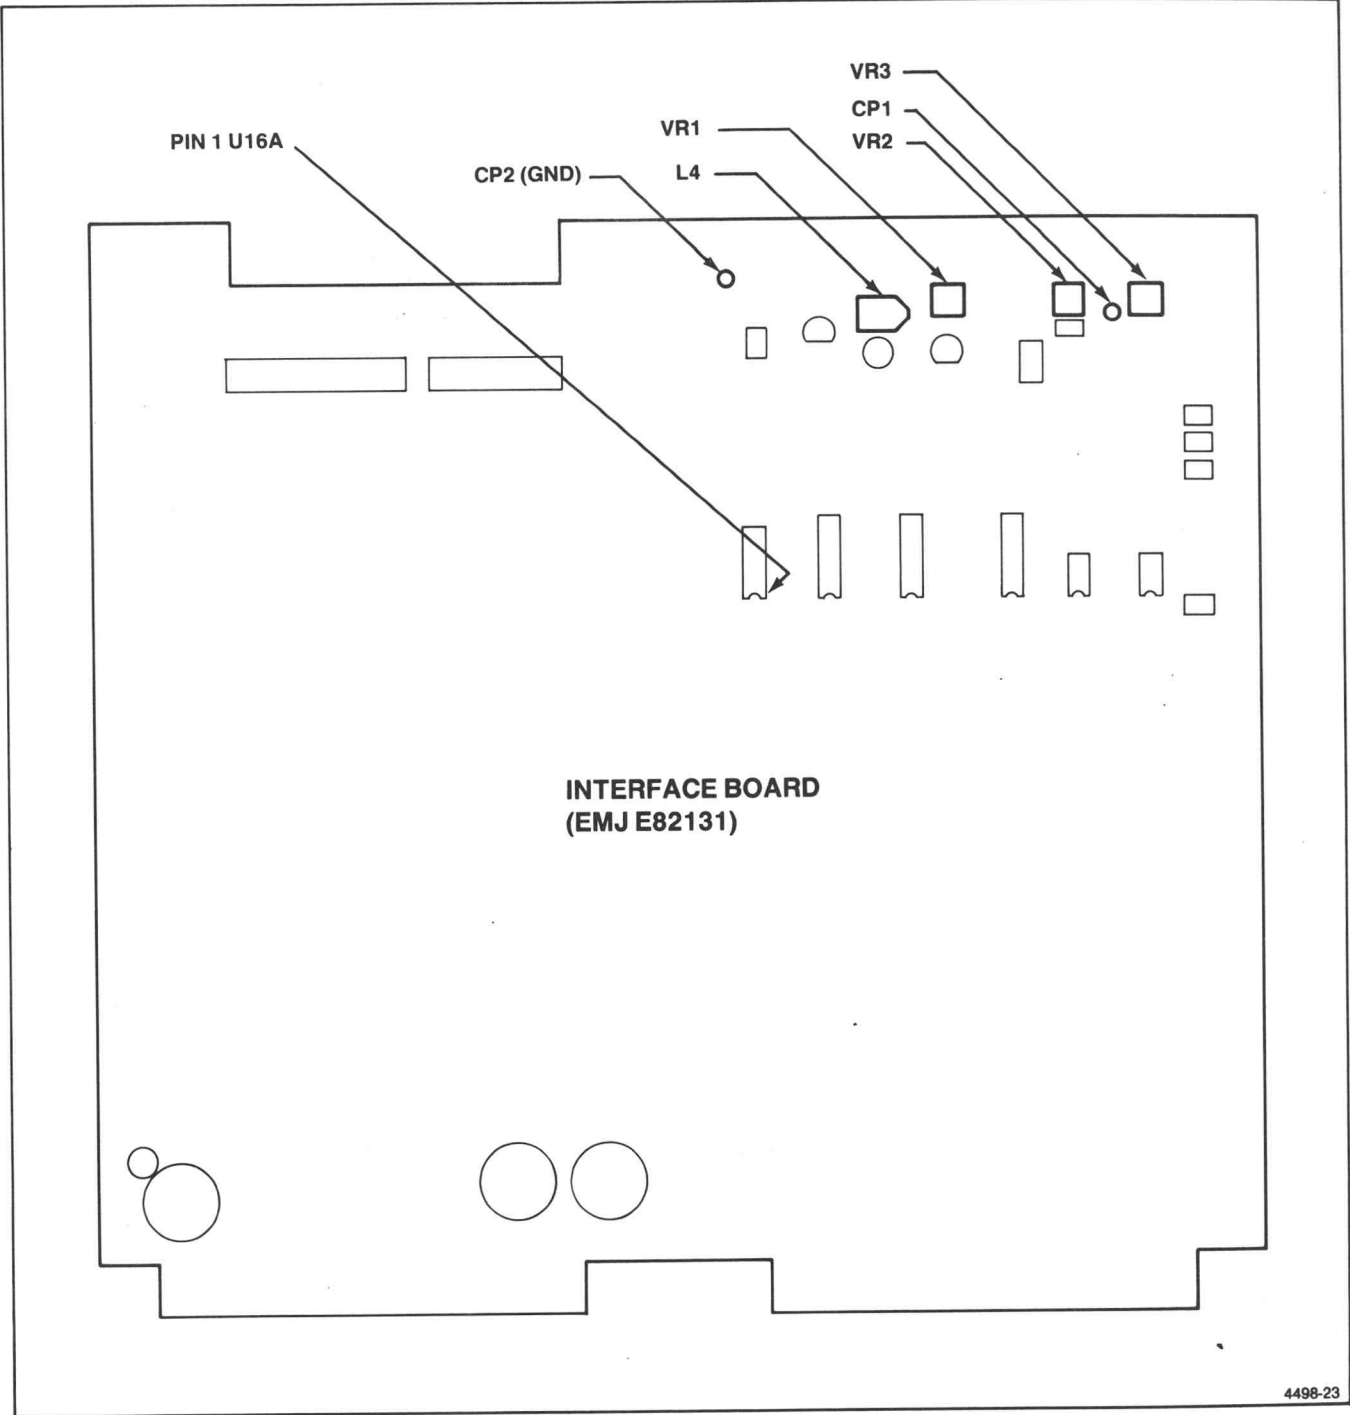 VR3
CP1
VR1
VR2
PIN 1 U16A
CP2 (GND)
L4
INTERFACE BOARD
(EMJ E82131)
4498-23